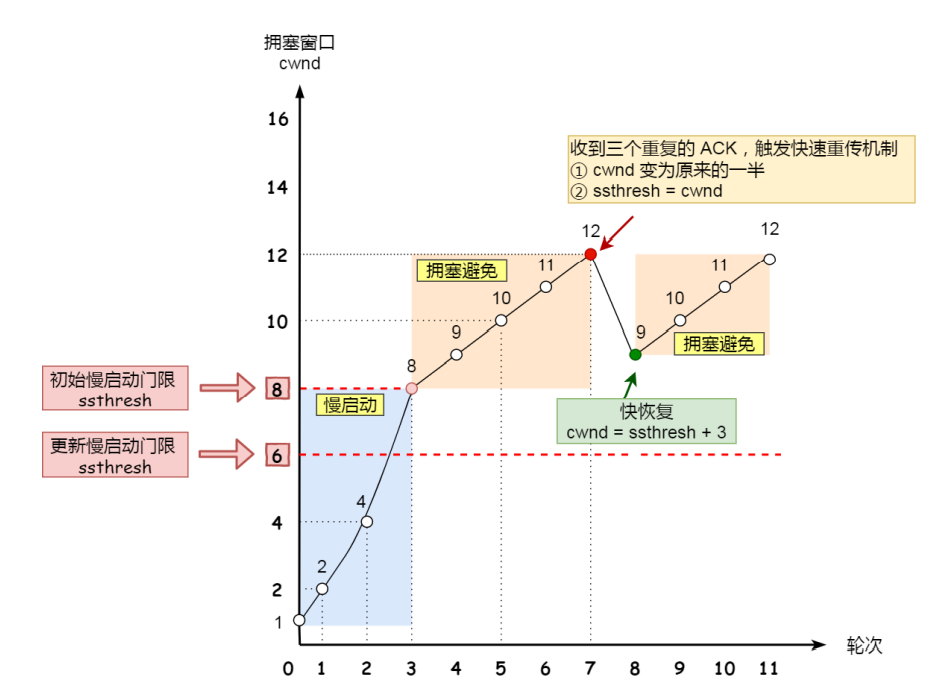 拥塞窗口
cwnd
16
14
12
10
8
6
4
2
1
收到三个重复的 ACK，触发快速重传机制
① cwnd 变为原来的一半
② ssthresh = cwnd
初始慢启动门限
ssthresh
更新慢启动门限
ssthresh
慢启动
拥塞避免
2
4
8
9
10
11
12
9
10
11
12
拥塞避免
快恢复
cwnd = ssthresh + 3
0 1 2 3 4 5 6 7 8 9 10 11
轮次